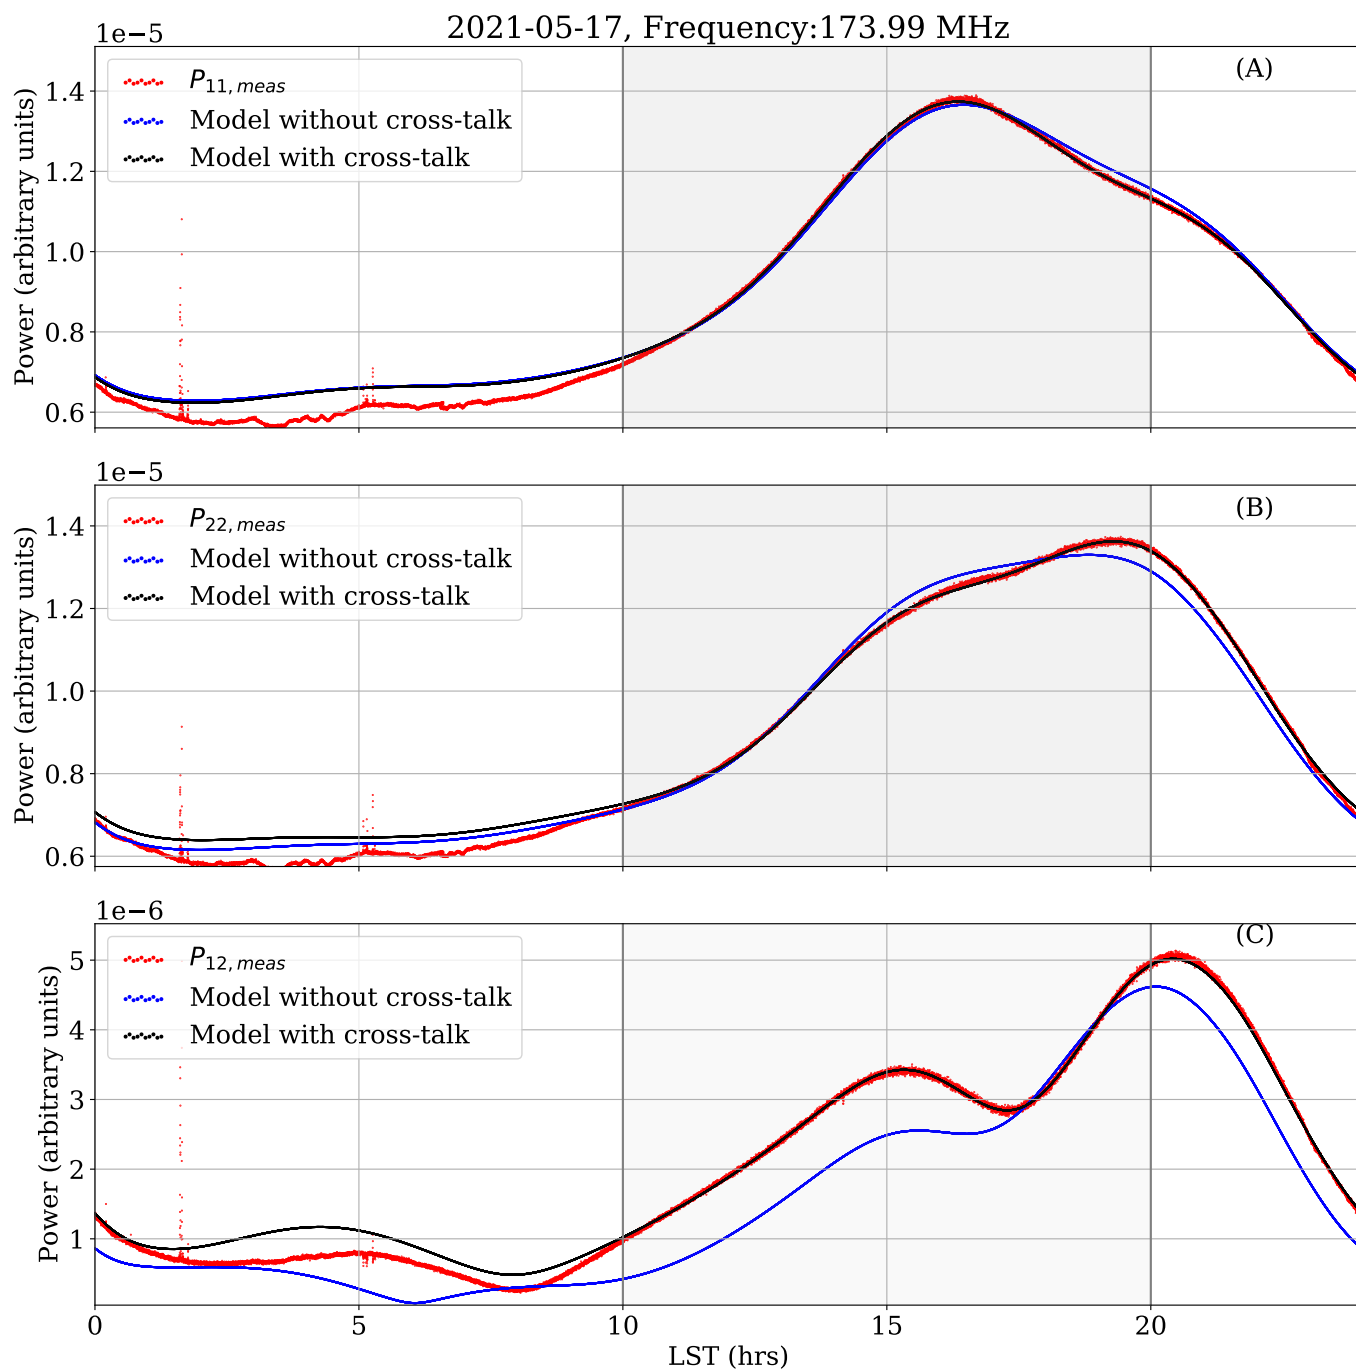 2021-05-17, Frequency:173.99 MHz
1e−5
(A)
P11,meas
Model without cross-talk
Model with cross-talk
Power (arbitrary units)
1.4
1.2
1.0
0.8
0.6
1e−5
(B)
P22,meas
Model without cross-talk
Model with cross-talk
Power (arbitrary units)
1.4
1.2
1.0
0.8
0.6
1e−6
(C)
P12,meas
Model without cross-talk
Model with cross-talk
Power (arbitrary units)
5
4
3
2
1
0 5 10 15 20
LST (hrs)